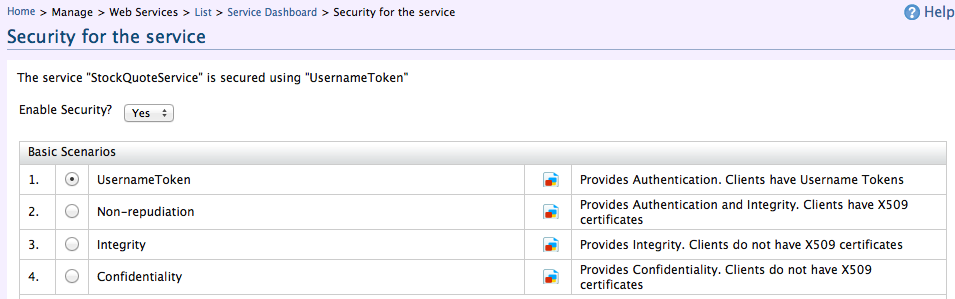 Home > Manage > Web Services > List > Service Dashboard > Security for the service
Help
Security for the service
The service "StockQuoteService" is secured using "UsernameToken"
Enable Security? Yes
Basic Scenarios
1. UsernameToken Provides Authentication. Clients have Username Tokens
2. Non-repudiation Provides Authentication and Integrity. Clients have X509
certificates
3. Integrity Provides Integrity. Clients do not have X509 certificates
4. Confidentiality Provides Confidentiality. Clients do not have X509
certificates